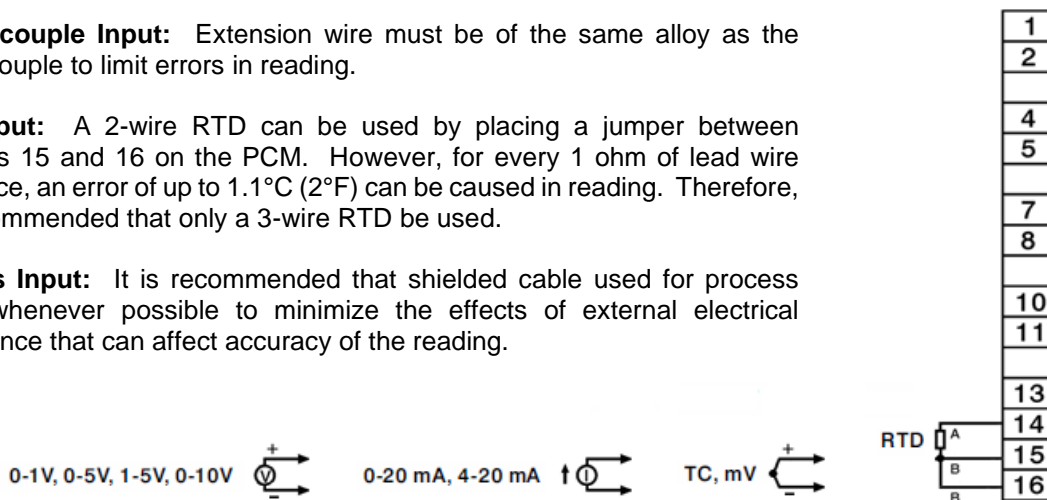 couple Input: Extension wire must be of the same alloy as the
ouple to limit errors in reading.
put: A 2-wire RTD can be used by placing a jumper between
s 15 and 16 on the PCM. However, for every 1 ohm of lead wire
ce, an error of up to 1.1°C (2°F) can be caused in reading. Therefore,
ommended that only a 3-wire RTD be used.
s Input: It is recommended that shielded cable used for process
whenever possible to minimize the effects of external electrical
nce that can affect accuracy of the reading.
0-1V, 0-5V, 1-5V, 0-10V + V -
0-20 mA, 4-20 mA I
TC, mV + -
RTD A
B
B
1
2
4
5
7
8
10
11
13
14
15
16